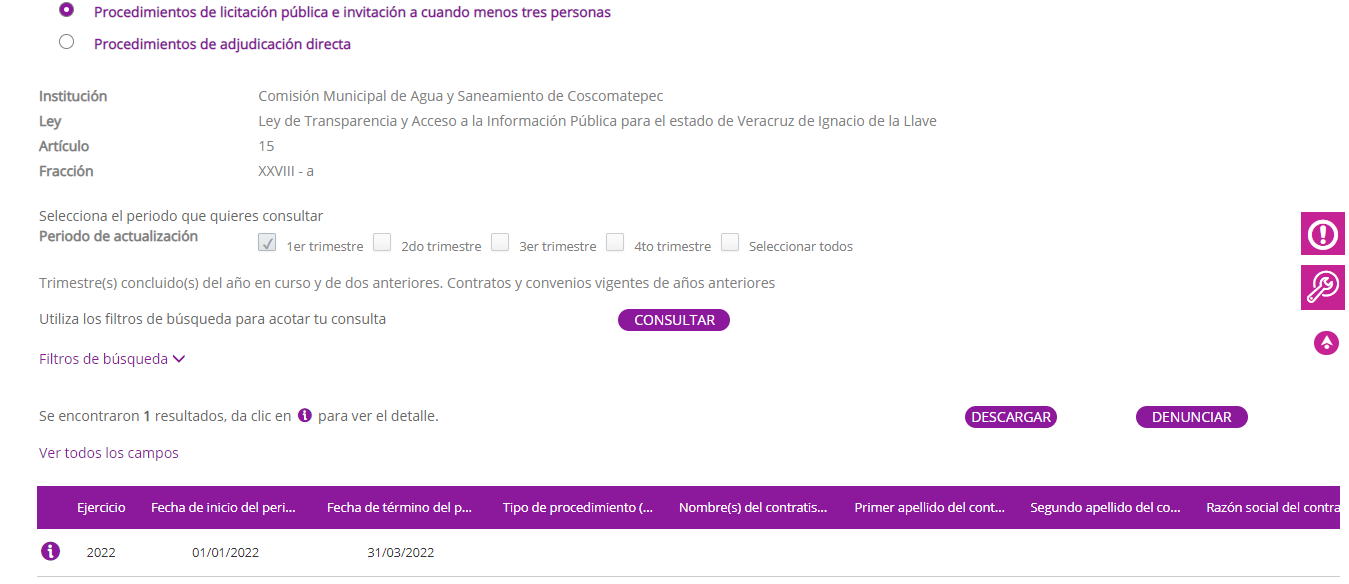 Procedimientos de licitación pública e invitación a cuando menos tres personas
Procedimientos de adjudicación directa
Institución Comisión Municipal de Agua y Saneamiento de Coscomatepec
Ley Ley de Transparencia y Acceso a la Información Pública para el estado de Veracruz de Ignacio de la Llave
Artículo 15
Fracción XXVIII - a
Selecciona el periodo que quieres consultar
Periodo de actualización 1er trimestre 2do trimestre 3er trimestre 4to trimestre Seleccionar todos
Trimestre(s) concluido(s) del año en curso y de dos anteriores. Contratos y convenios vigentes de años anteriores
Utiliza los filtros de búsqueda para acotar tu consulta CONSULTAR
Filtros de búsqueda
Se encontraron 1 resultados, da clic en para ver el detalle. DESCARGAR DENUNCIAR
Ver todos los campos
Ejercicio Fecha de inicio del peri... Fecha de término del p... Tipo de procedimiento (... Nombre(s) del contratis... Primer apellido del cont... Segundo apellido del co... Razón social del contra
2022 01/01/2022 31/03/2022